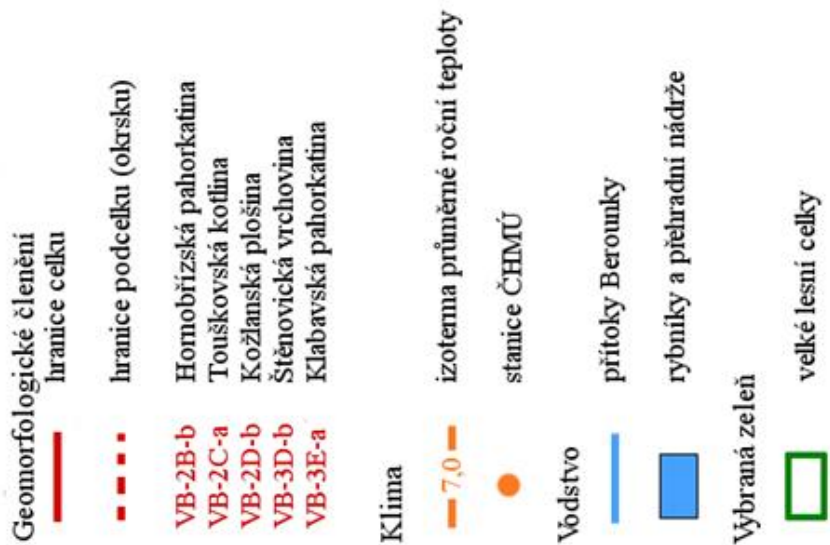 Geomorfologické členění
hranice celku
hranice podcelku (okrsku)
VB-2B-b Hornobřízská pahorkatina
VB-2C-a Touškovská kotlina
VB-2D-b Kožlanská plošina
VB-3D-b Štěnovická vrchovina
VB-3E-a Klabavská pahorkatina
Klima
7,0 izoterma průměrné roční teploty
stanice ČHMÚ
Vodstvo
přítoky Berounky
rybníky a přehradní nádrže
Vybraná zeleň
velké lesní celky